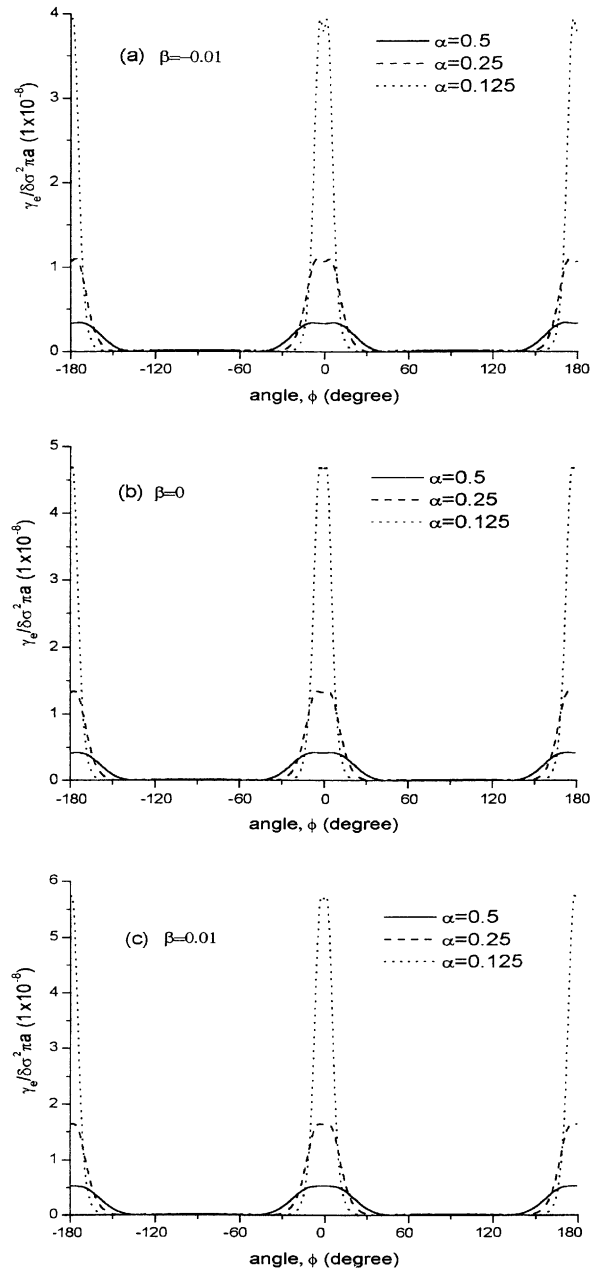 4
3
2
1
0
γₑ/δσ²πa (1x10⁻⁸)
(a) β=-0.01
α=0.5
α=0.25
α=0.125
-180 -120 -60 0 60 120 180
angle, ϕ (degree)
5
4
3
2
1
0
γₑ/δσ²πa (1x10⁻⁸)
(b) β=0
α=0.5
α=0.25
α=0.125
-180 -120 -60 0 60 120 180
angle, ϕ (degree)
6
5
4
3
2
1
0
γₑ/δσ²πa (1x10⁻⁸)
(c) β=0.01
α=0.5
α=0.25
α=0.125
-180 -120 -60 0 60 120 180
angle, ϕ (degree)